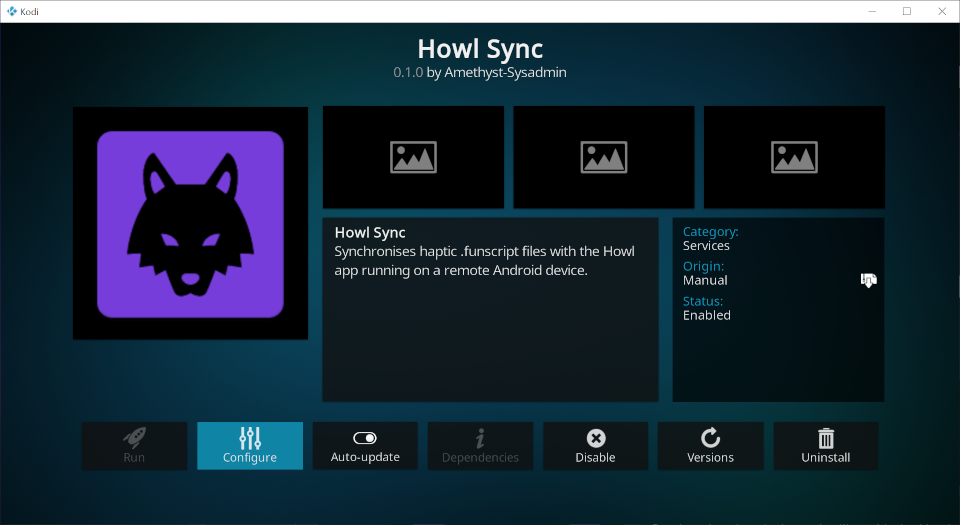 Kodi
Howl Sync
0.1.0 by Amethyst-Sysadmin
Howl Sync
Synchronises haptic .funscript files with the Howl
app running on a remote Android device.
Category:
Services
Origin:
Manual
Status:
Enabled
Run
Configure
Auto-update
Dependencies
Disable
Versions
Uninstall